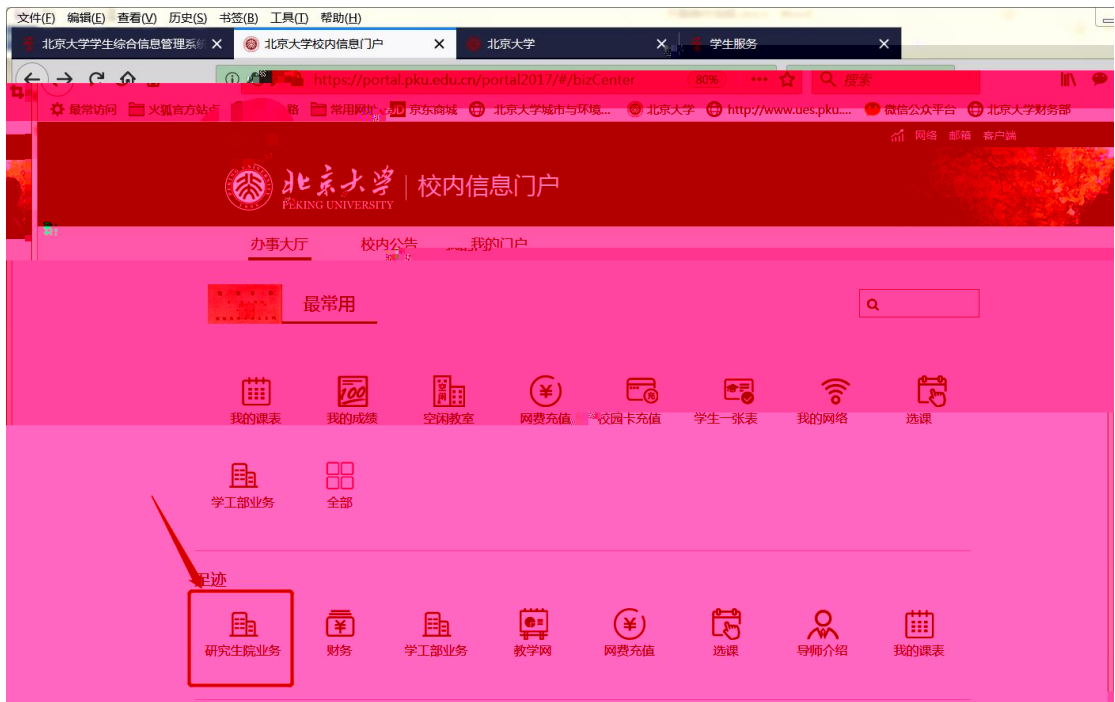 文件(F) 编辑(E) 查看(V) 历史(S) 书签(B) 工具(T) 帮助(H)
北京大学学生综合信息管理系统 北京大学校内信息门户 北京大学 学生服务
https://portal.pku.edu.cn/portal2017/#/bizCenter 80% 搜索
最常访问 火狐官方站点 常用网址 JD 京东商城 北京大学城市与环境... 北京大学 http://www.ues.pku.... 微信公众平台 北京大学财务部
网络 邮箱 客户端
北京大学 校内信息门户
PEKING UNIVERSITY
办事大厅 校内公告 我的门户
最常用
我的课表 我的成绩 空闲教室 网费充值 校园卡充值 学生一张表 我的网络 选课
学工部业务 全部
足迹
研究生院业务 财务 学工部业务 教学网 网费充值 选课 导师介绍 我的课表